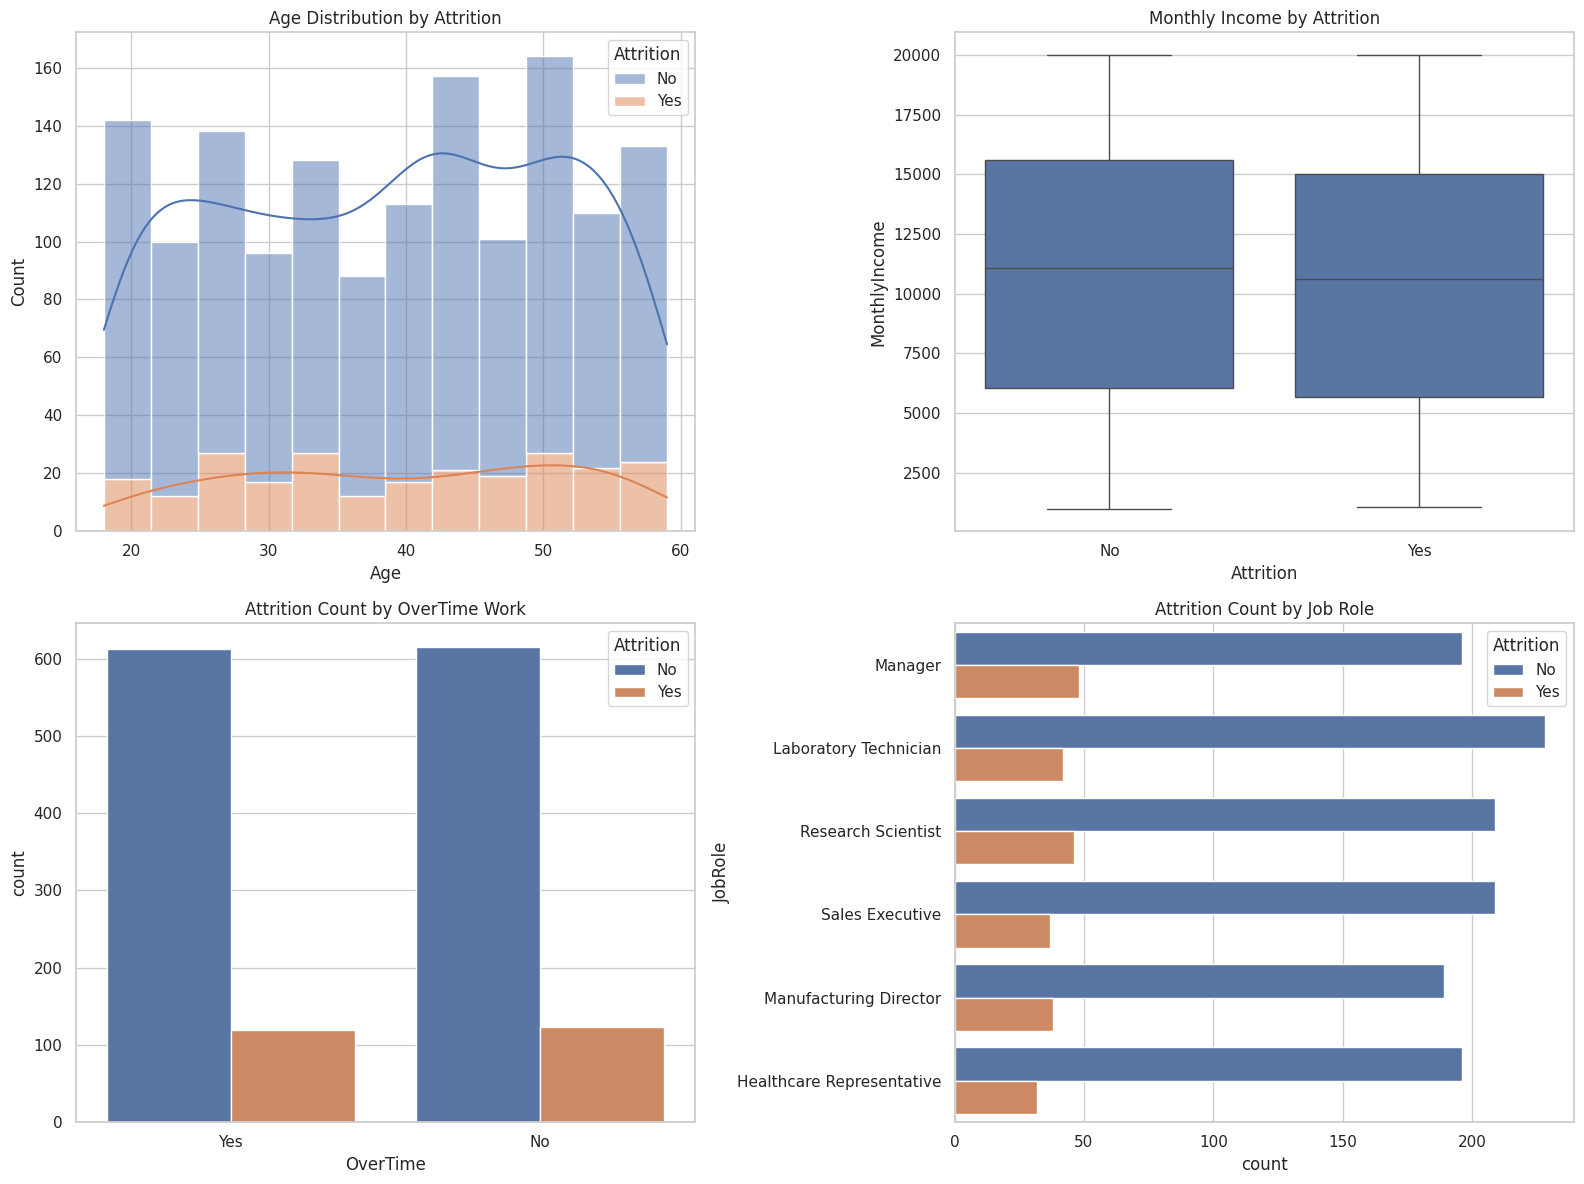 Age Distribution by Attrition
Attrition
No
Yes
160
140
120
100
80
60
40
20
0
Count
20 30 40 50 60
Age
Monthly Income by Attrition
20000
17500
15000
12500
10000
7500
5000
2500
MonthlyIncome
No Yes
Attrition
Attrition Count by OverTime Work
Attrition
No
Yes
600
500
400
300
200
100
0
count
Yes No
OverTime
Attrition Count by Job Role
Attrition
No
Yes
Manager
Laboratory Technician
Research Scientist
Sales Executive
Manufacturing Director
Healthcare Representative
JobRole
0 50 100 150 200
count